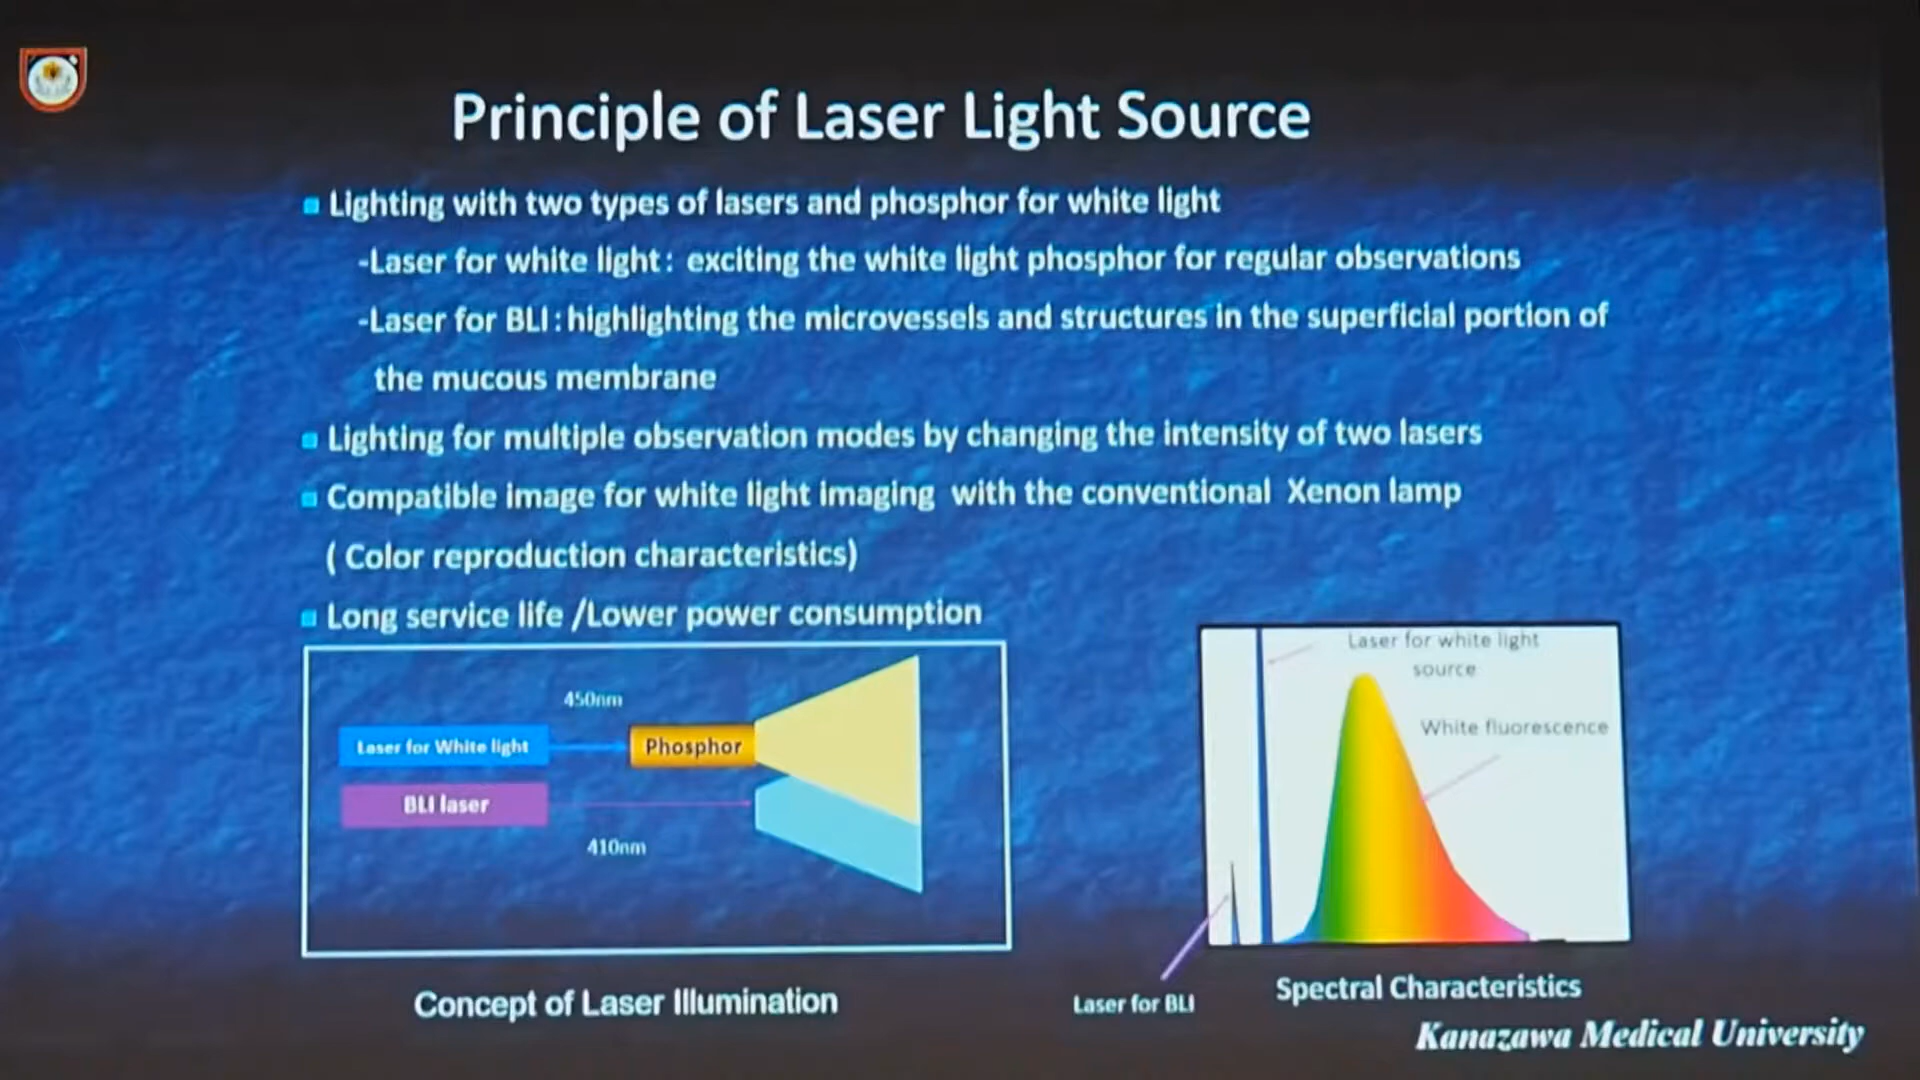 Principle of Laser Light Source
Lighting with two types of lasers and phosphor for white light
-Laser for white light: exciting the white light phosphor for regular observations
-Laser for BLI: highlighting the microvessels and structures in the superficial portion of
the mucous membrane
Lighting for multiple observation modes by changing the intensity of two lasers
Compatible image for white light imaging with the conventional Xenon lamp
( Color reproduction characteristics)
Long service life /Lower power consumption
450nm
Laser for White light
Phosphor
BLI laser
410nm
Concept of Laser Illumination
Laser for white light
source
White fluorescence
Laser for BLI
Spectral Characteristics
Kanazawa Medical University